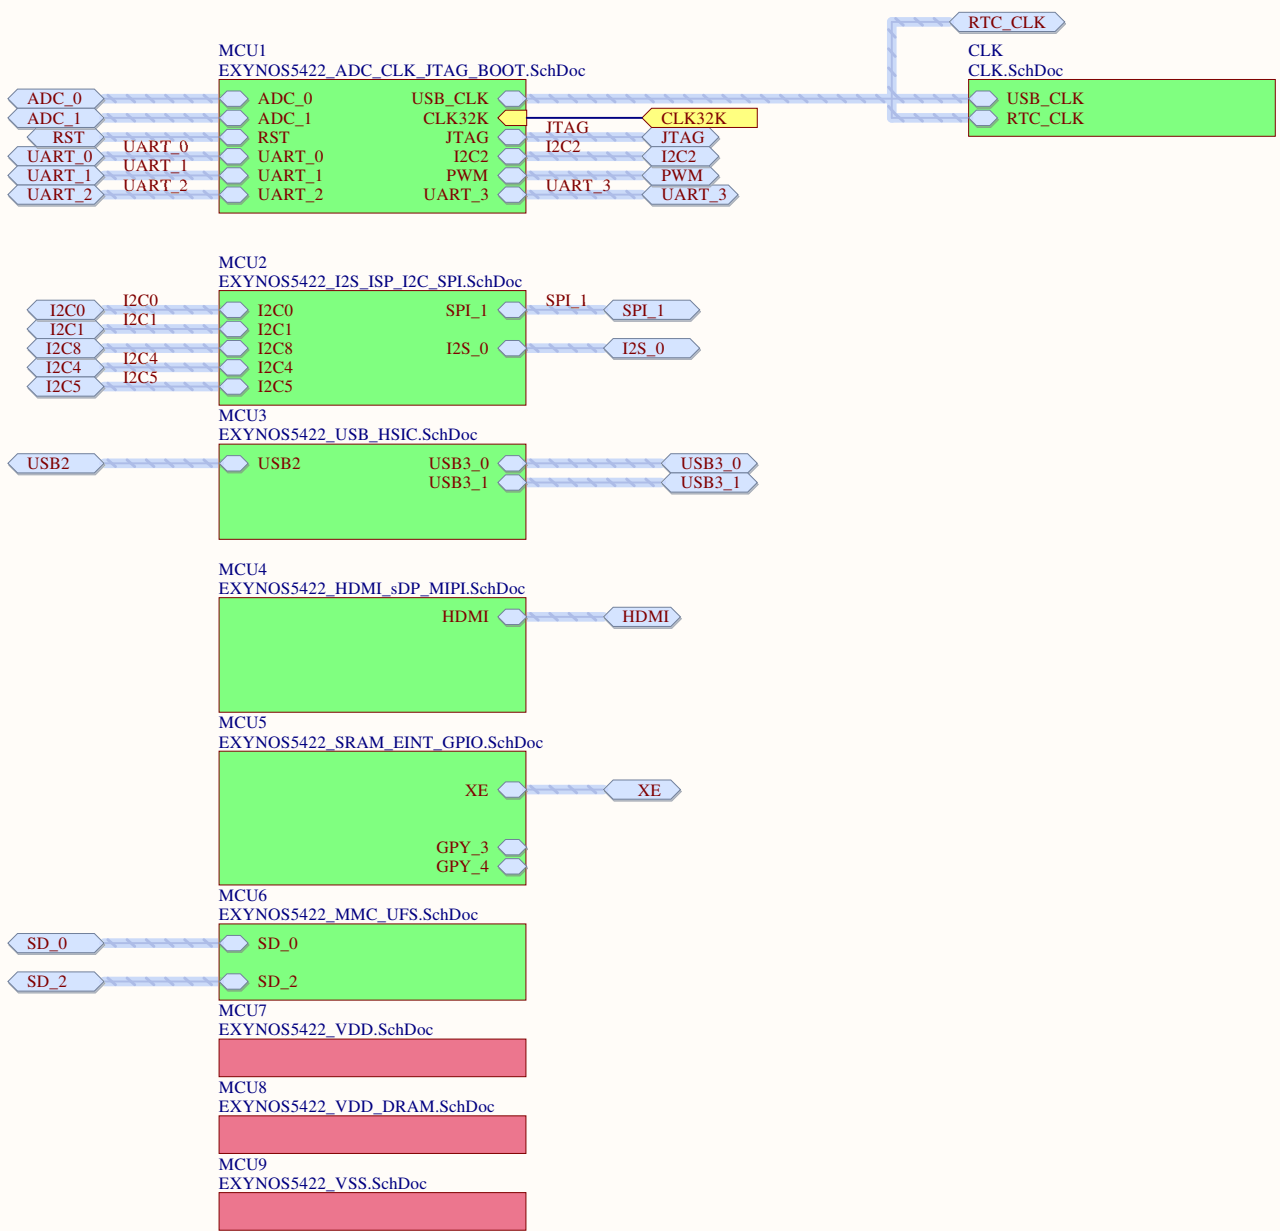 RTC_CLK
MCU1
EXYNOS5422_ADC_CLK_JTAG_BOOT.SchDoc
CLK
CLK.SchDoc
ADC_0 ADC_0 USB_CLK USB_CLK
ADC_1 ADC_1 CLK32K CLK32K RTC_CLK
RST RST JTAG JTAG JTAG
UART_0 UART_0 UART_0 I2C2 I2C2 I2C2
UART_1 UART_1 UART_1 PWM PWM
UART_2 UART_2 UART_2 UART_3 UART_3 UART_3
MCU2
EXYNOS5422_I2S_ISP_I2C_SPI.SchDoc
I2C0 I2C0 I2C0 SPI_1 SPI_1 SPI_1
I2C1 I2C1 I2C1
I2C8 I2C8 I2S_0 I2S_0
I2C4 I2C4 I2C4
I2C5 I2C5 I2C5
MCU3
EXYNOS5422_USB_HSIC.SchDoc
USB2 USB2 USB3_0 USB3_0
USB3_1 USB3_1
MCU4
EXYNOS5422_HDMI_sDP_MIPI.SchDoc
HDMI HDMI
MCU5
EXYNOS5422_SRAM_EINT_GPIO.SchDoc
XE XE
GPY_3
GPY_4
MCU6
EXYNOS5422_MMC_UFS.SchDoc
SD_0 SD_0
SD_2 SD_2
MCU7
EXYNOS5422_VDD.SchDoc
MCU8
EXYNOS5422_VDD_DRAM.SchDoc
MCU9
EXYNOS5422_VSS.SchDoc